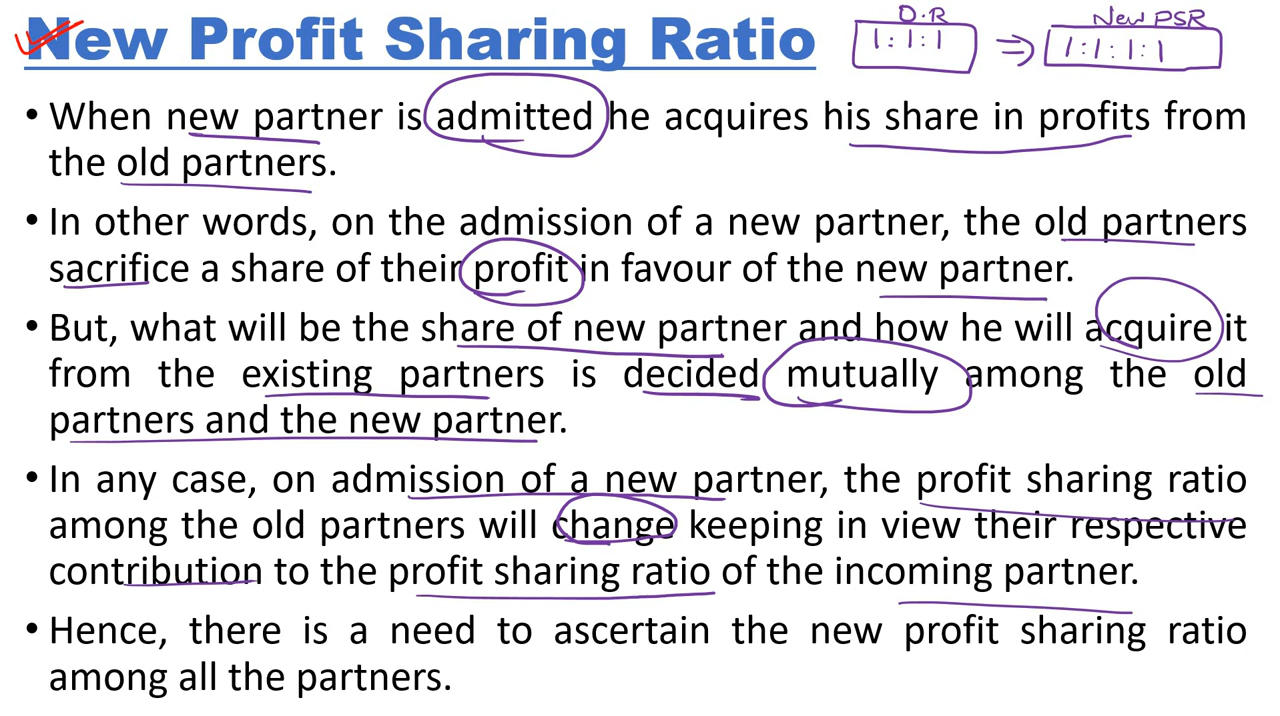 New Profit Sharing Ratio
O.R
1:1:1
⇒
New PSR
1:1:1:1
• When new partner is admitted he acquires his share in profits from
the old partners.
• In other words, on the admission of a new partner, the old partners
sacrifice a share of their profit in favour of the new partner.
• But, what will be the share of new partner and how he will acquire it
from the existing partners is decided mutually among the old
partners and the new partner.
• In any case, on admission of a new partner, the profit sharing ratio
among the old partners will change keeping in view their respective
contribution to the profit sharing ratio of the incoming partner.
• Hence, there is a need to ascertain the new profit sharing ratio
among all the partners.